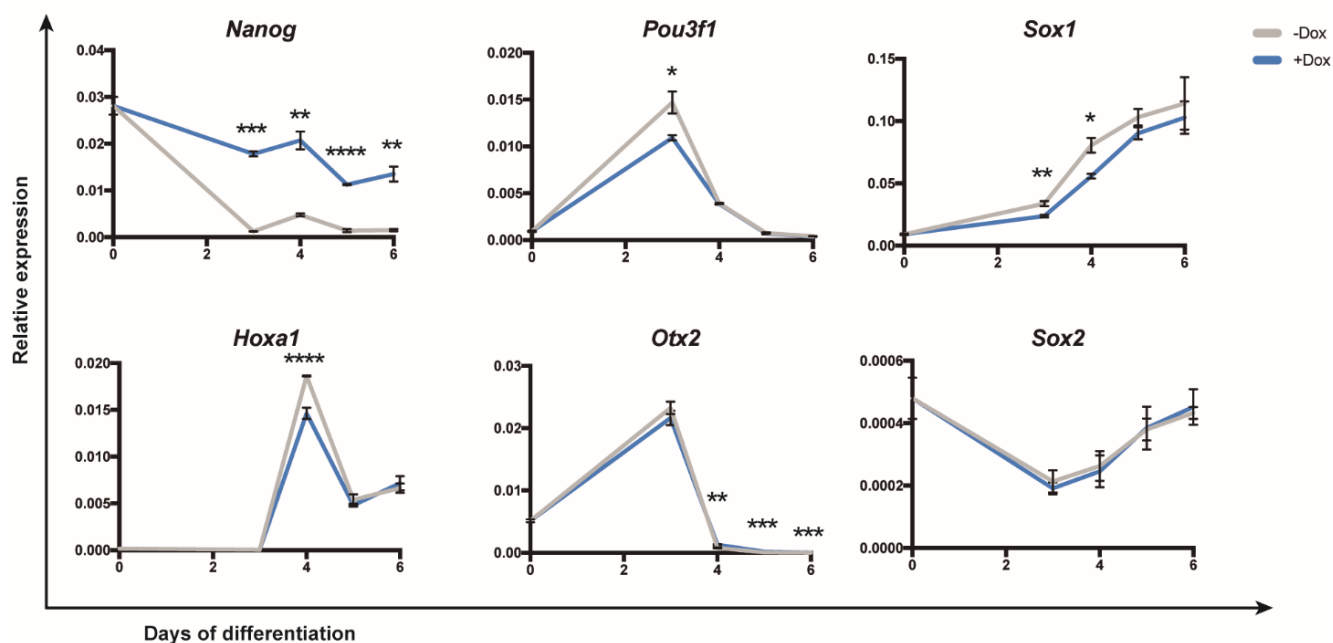 Nanog
Pou3f1
Sox1
-Dox
+Dox
0.04
0.03
0.02
0.01
0.00
0 2 4 6
*** ** **** **
0.020
0.015
0.010
0.005
0.000
0 2 4 6
*
0.15
0.10
0.05
0.00
0 2 4 6
** *
Relative expression
Hoxa1
Otx2
Sox2
0.020
0.015
0.010
0.005
0.000
0 2 4 6
****
0.03
0.02
0.01
0.00
0 2 4 6
** *** ***
0.0006
0.0004
0.0002
0.0000
0 2 4 6
Days of differentiation